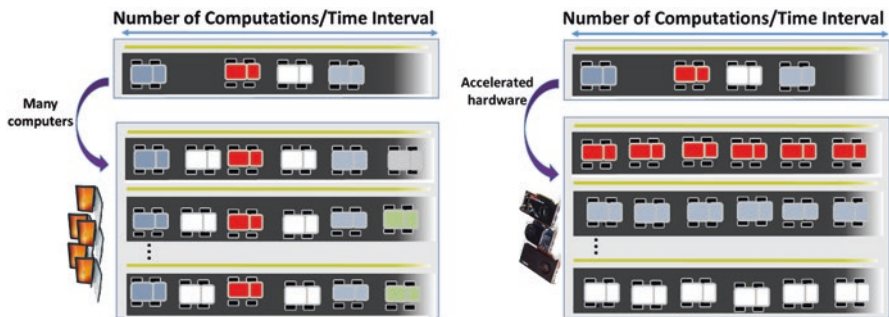 Number of Computations/Time Interval
Many
computers
Number of Computations/Time Interval
Accelerated
hardware